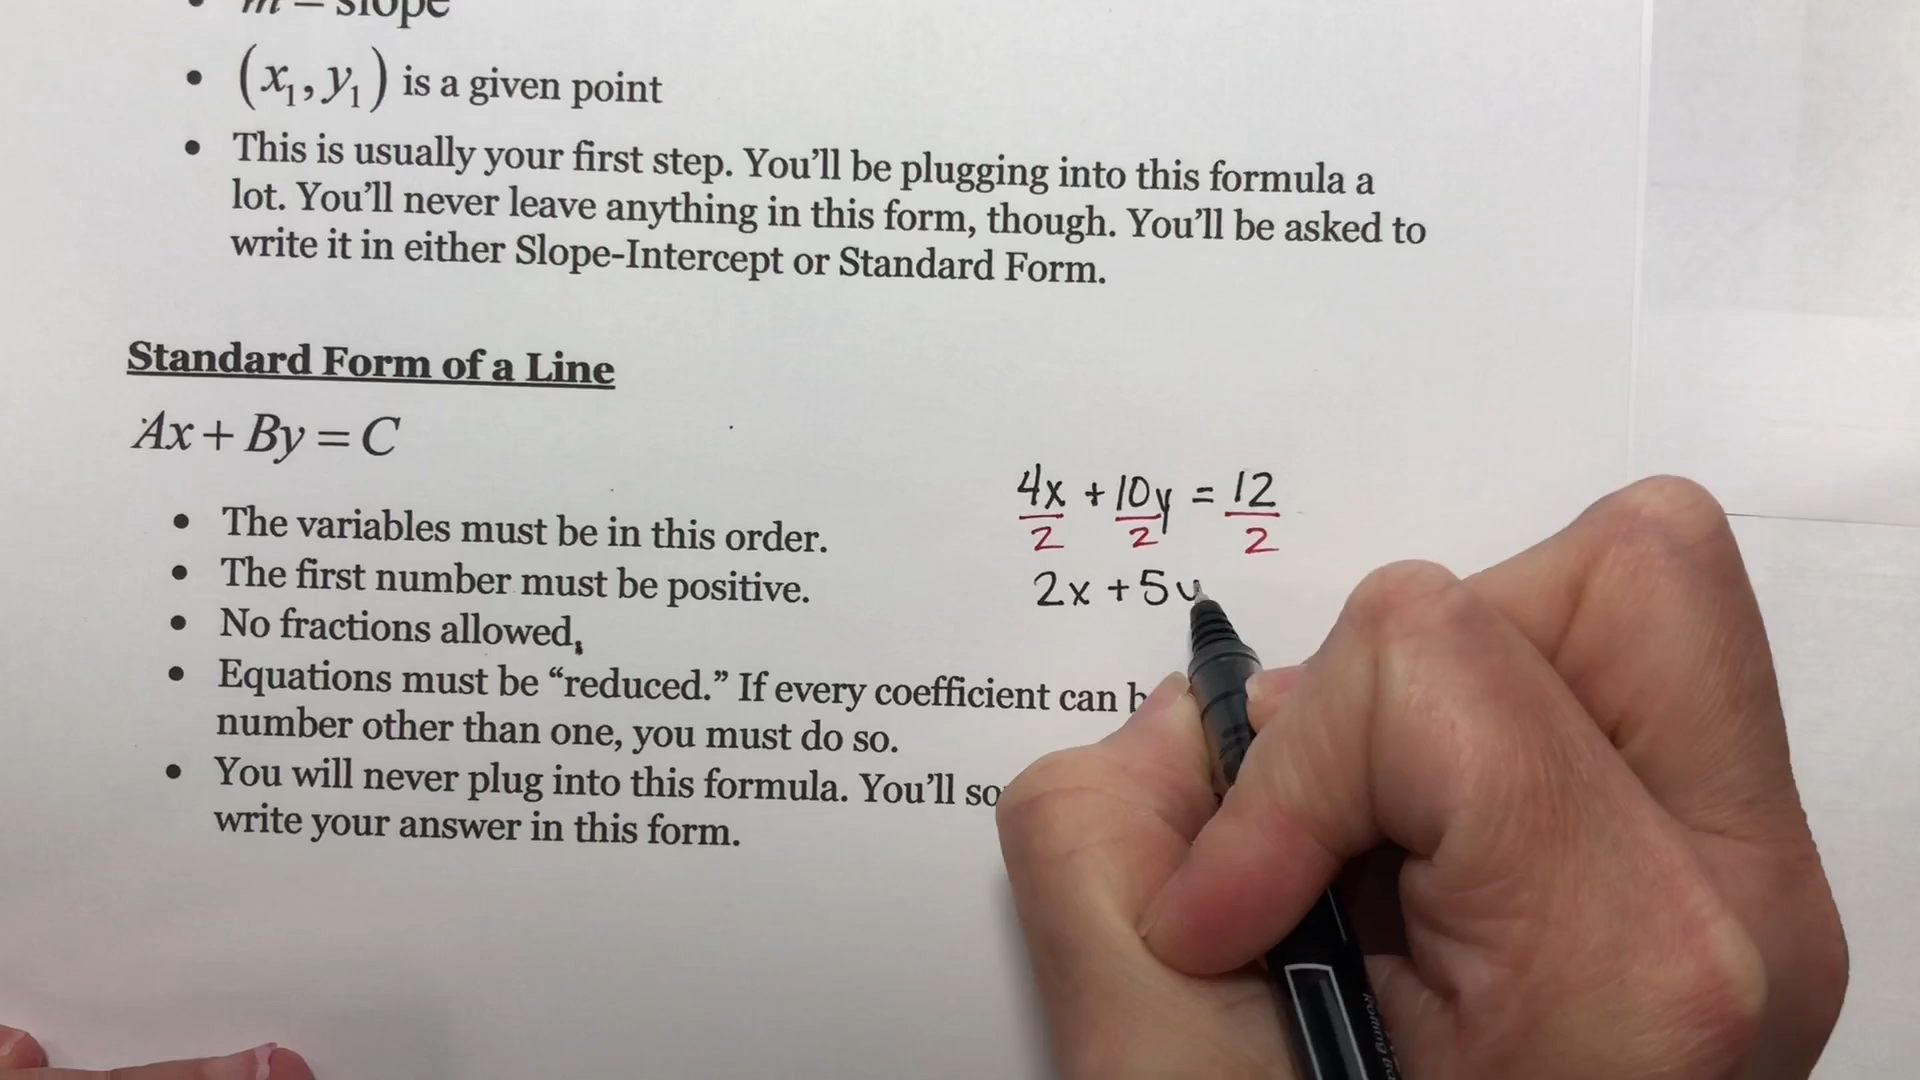 m = slope
(x₁, y₁) is a given point
This is usually your first step. You'll be plugging into this formula a
lot. You'll never leave anything in this form, though. You'll be asked to
write it in either Slope-Intercept or Standard Form.
Standard Form of a Line
Ax + By = C
4x + 10y = 12
2 2 2
2x + 5y
The variables must be in this order.
The first number must be positive.
No fractions allowed.
Equations must be “reduced.” If every coefficient can
number other than one, you must do so.
You will never plug into this formula. You'll
write your answer in this form.